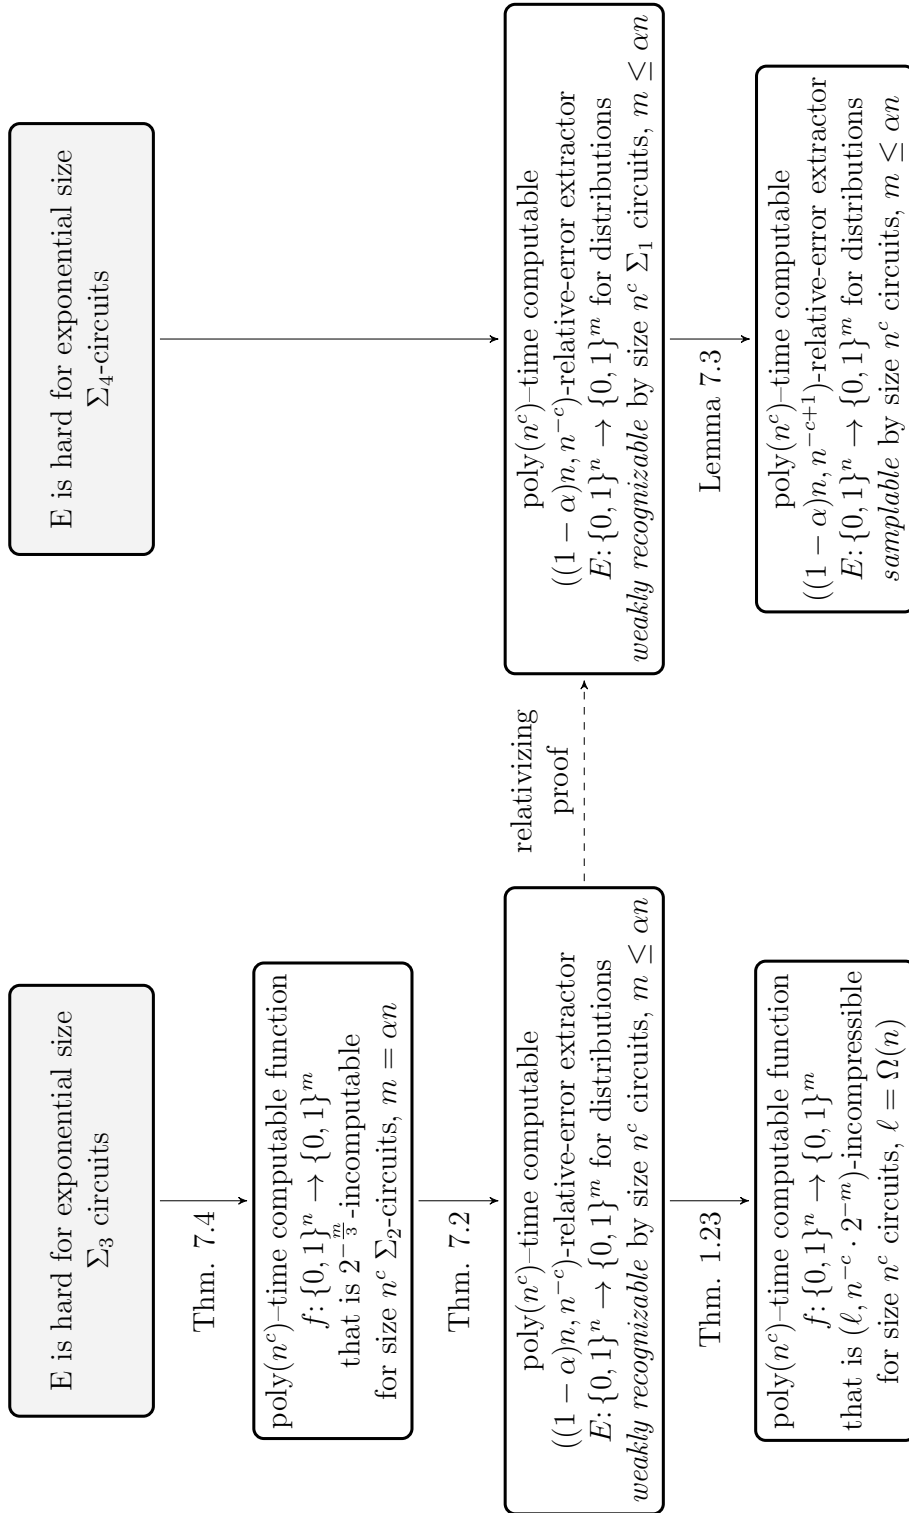 E is hard for exponential size
Σ₃ circuits
Thm. 7.4
poly(n^c)–time computable function
f: {0, 1}^n → {0, 1}^m
that is 2^{-\frac{m}{3}}-incomputable
for size n^c Σ₂-circuits, m = αn
Thm. 7.2
poly(n^c)–time computable
((1 − α)n, n^{−c})-relative-error extractor
E: {0, 1}^n → {0, 1}^m for distributions
weakly recognizable by size n^c circuits, m ≤ αn
Thm. 1.23
poly(n^c)–time computable function
f: {0, 1}^n → {0, 1}^m
that is (ℓ, n^{−c} · 2^{−m})-incompressible
for size n^c circuits, ℓ = Ω(n)
relativizing
proof
E is hard for exponential size
Σ₄-circuits
poly(n^c)–time computable
((1 − α)n, n^{−c})-relative-error extractor
E: {0, 1}^n → {0, 1}^m for distributions
weakly recognizable by size n^c Σ₁ circuits, m ≤ αn
Lemma 7.3
poly(n^c)–time computable
((1 − α)n, n^{−c+1})-relative-error extractor
E: {0, 1}^n → {0, 1}^m for distributions
samplable by size n^c circuits, m ≤ αn